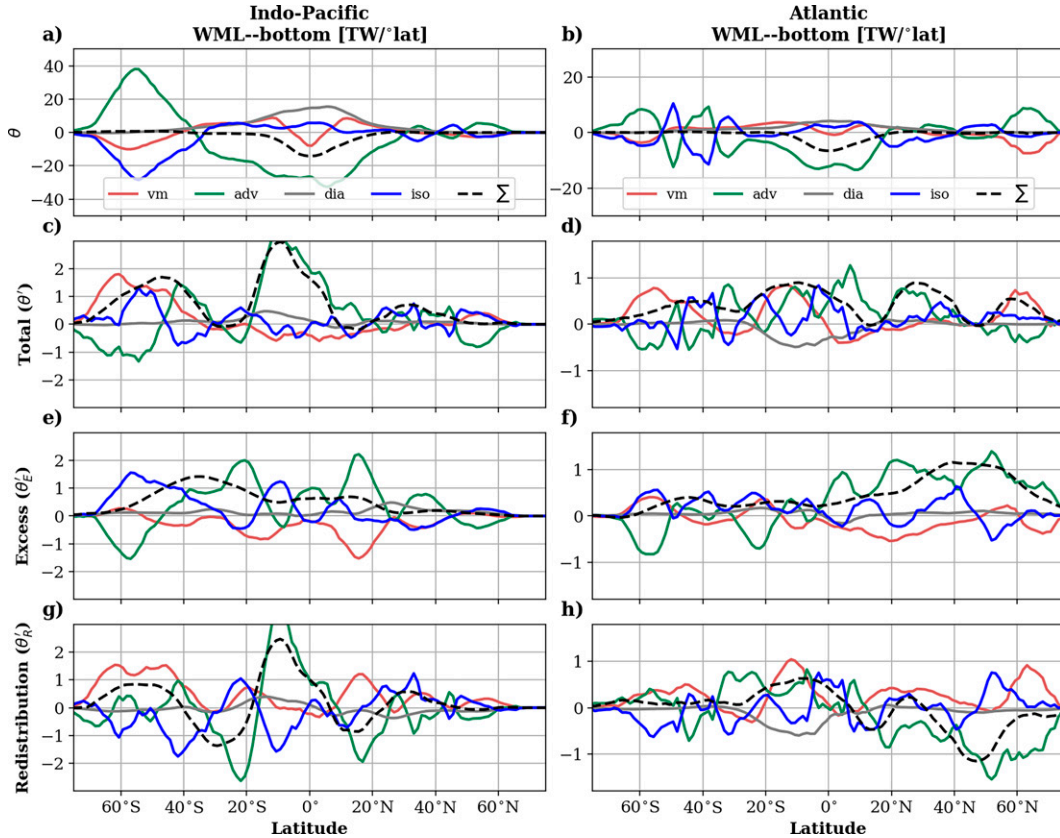 Indo-Pacific
WML--bottom [TW/°lat]
Atlantic
WML--bottom [TW/°lat]
a)
b)
θ
40
20
0
−20
−40
20
0
−20
vm adv dia iso Σ
vm adv dia iso Σ
c)
d)
Total (θ')
2
1
0
−1
−2
1
0
−1
e)
f)
Excess (θ'_E)
2
1
0
−1
−2
1
0
−1
g)
h)
Redistribution (θ'_R)
2
1
0
−1
−2
1
0
−1
60°S 40°S 20°S 0° 20°N 40°N 60°N
60°S 40°S 20°S 0° 20°N 40°N 60°N
Latitude
Latitude